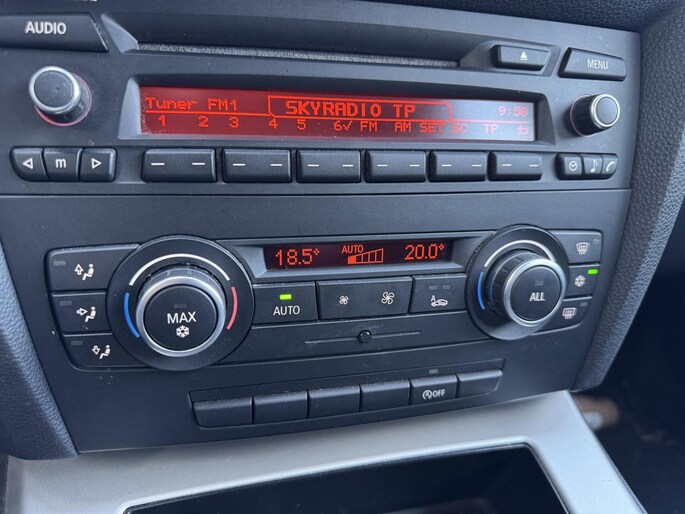 AUDIO
MENU
Tuner FM1 SKYRADIO TP 9:58
1 2 3 4 5 6✓ FM AM SET SC TP
m
18.5° AUTO 20.0°
MAX
AUTO
A
ALL
OFF